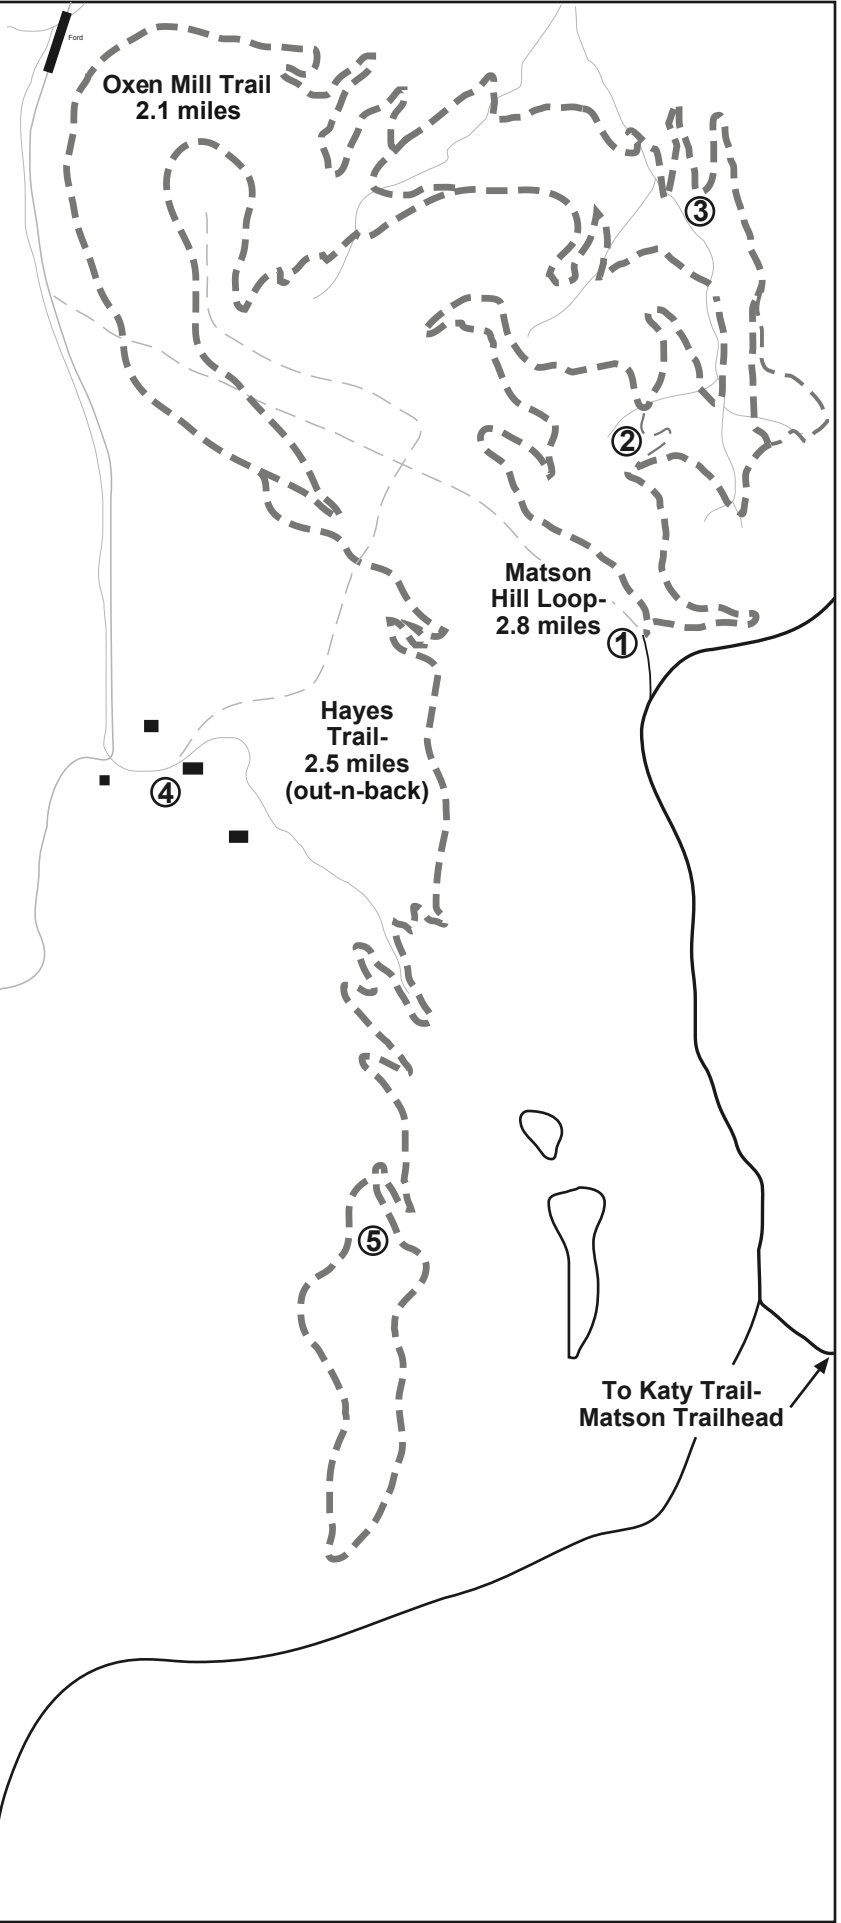 Ford
Oxen Mill Trail
2.1 miles
3
2
Matson
Hill Loop-
2.8 miles
1
Hayes
Trail-
2.5 miles
(out-n-back)
4
5
To Katy Trail-
Matson Trailhead